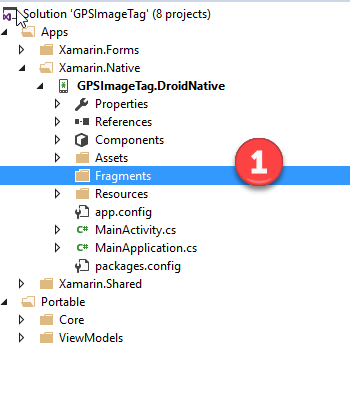 Solution 'GPSImageTag' (8 projects)
Apps
Xamarin.Forms
Xamarin.Native
GPSImageTag.DroidNative
Properties
References
Components
Assets
Fragments
1
Resources
app.config
C# MainActivity.cs
C# MainApplication.cs
packages.config
Xamarin.Shared
Portable
Core
ViewModels